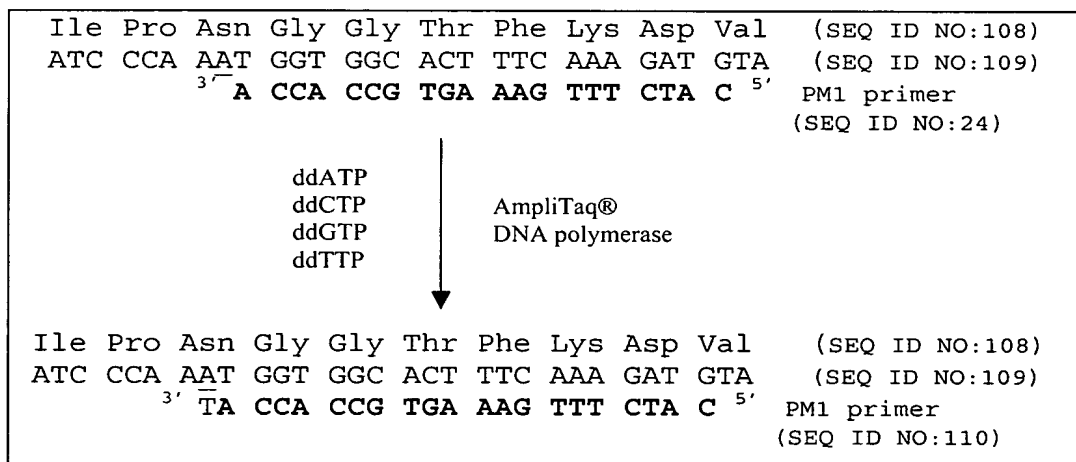 Ile Pro Asn Gly Gly Thr Phe Lys Asp Val (SEQ ID NO:108)
ATC CCA AAT GGT GGC ACT TTC AAA GAT GTA (SEQ ID NO:109)
3' A CCA CCG TGA AAG TTT CTA C 5' PM1 primer
(SEQ ID NO:24)
ddATP
ddCTP AmpliTaq®
ddGTP DNA polymerase
ddTTP
Ile Pro Asn Gly Gly Thr Phe Lys Asp Val (SEQ ID NO:108)
ATC CCA AAT GGT GGC ACT TTC AAA GAT GTA (SEQ ID NO:109)
3' TA CCA CCG TGA AAG TTT CTA C 5' PM1 primer
(SEQ ID NO:110)